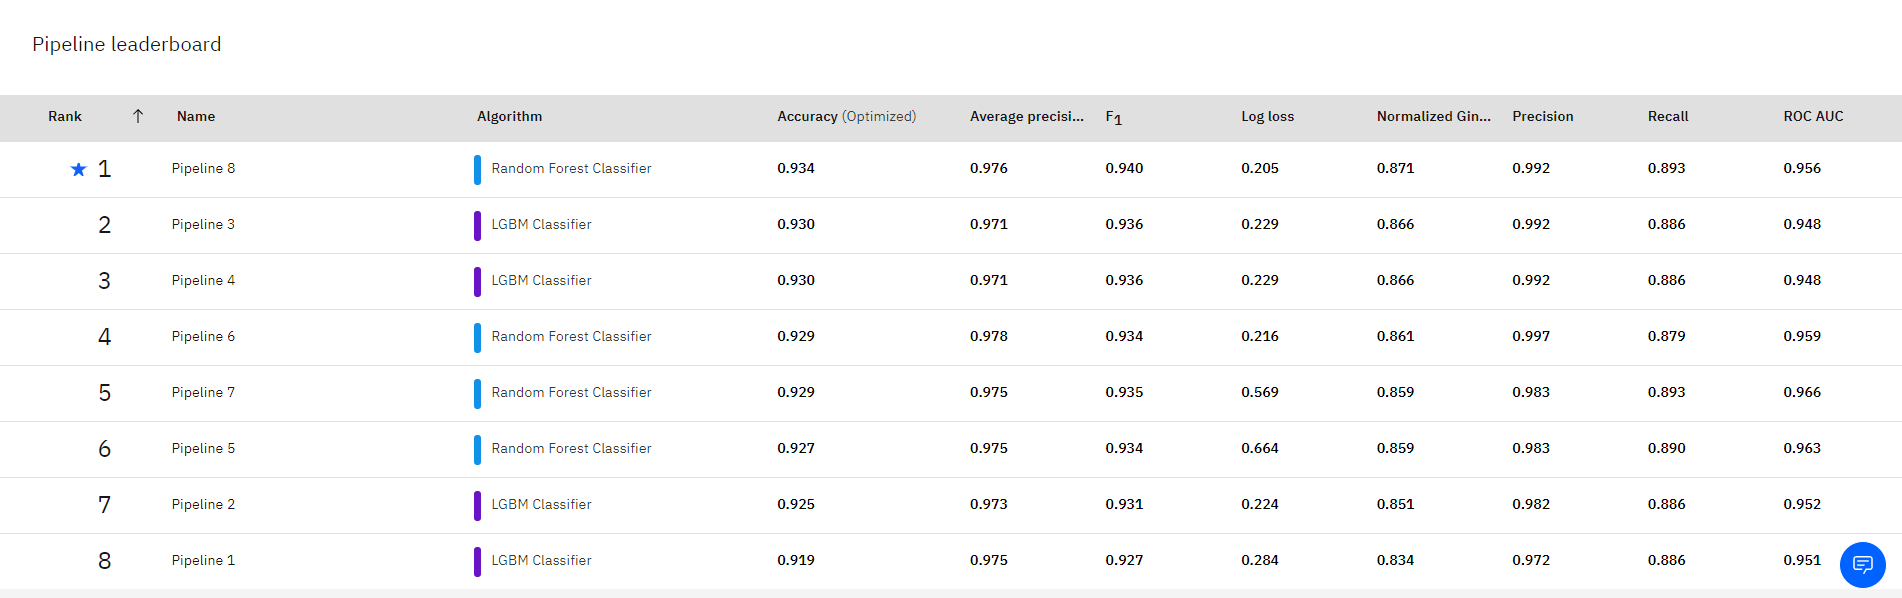 Pipeline leaderboard
Rank ↑ Name Algorithm Accuracy (Optimized) Average precisi... F1 Log loss Normalized Gin... Precision Recall ROC AUC
★ 1 Pipeline 8 Random Forest Classifier 0.934 0.976 0.940 0.205 0.871 0.992 0.893 0.956
2 Pipeline 3 LGBM Classifier 0.930 0.971 0.936 0.229 0.866 0.992 0.886 0.948
3 Pipeline 4 LGBM Classifier 0.930 0.971 0.936 0.229 0.866 0.992 0.886 0.948
4 Pipeline 6 Random Forest Classifier 0.929 0.978 0.934 0.216 0.861 0.997 0.879 0.959
5 Pipeline 7 Random Forest Classifier 0.929 0.975 0.935 0.569 0.859 0.983 0.893 0.966
6 Pipeline 5 Random Forest Classifier 0.927 0.975 0.934 0.664 0.859 0.983 0.890 0.963
7 Pipeline 2 LGBM Classifier 0.925 0.973 0.931 0.224 0.851 0.982 0.886 0.952
8 Pipeline 1 LGBM Classifier 0.919 0.975 0.927 0.284 0.834 0.972 0.886 0.951